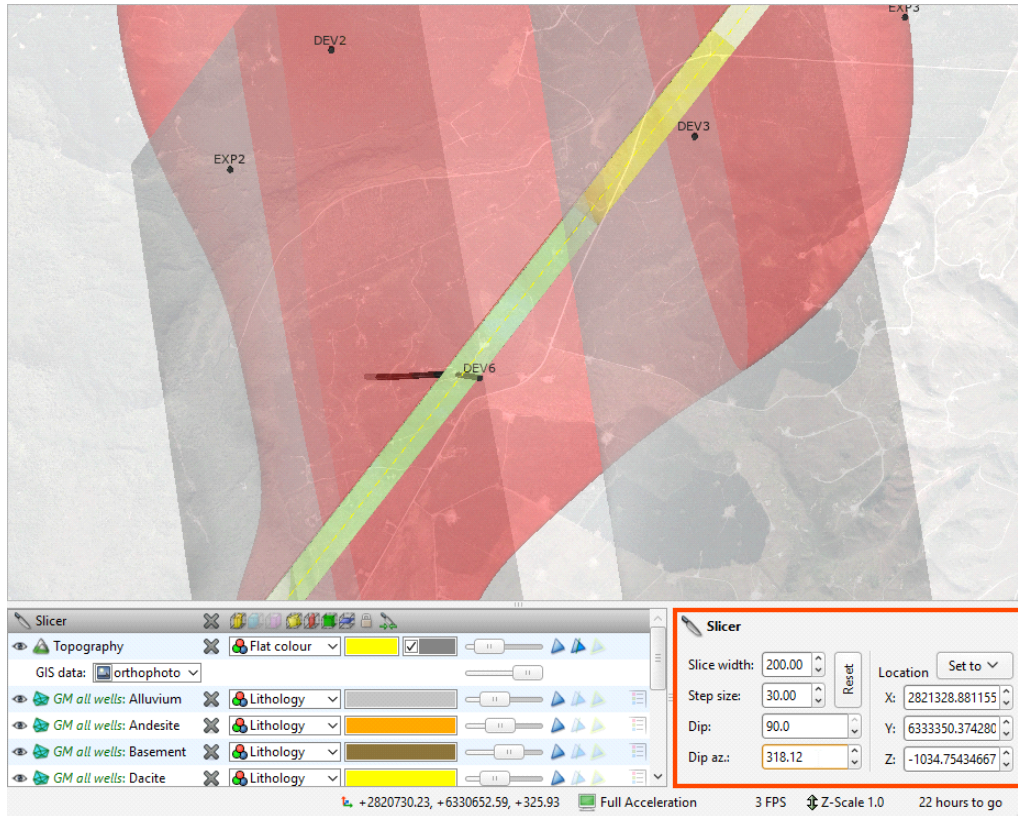 EXP3
DEV2
DEV3
EXP2
DEV6
Slicer
Topography Flat colour
GIS data: orthophoto
GM all wells: Alluvium Lithology
GM all wells: Andesite Lithology
GM all wells: Basement Lithology
GM all wells: Dacite Lithology
Slicer
Slice width: 200.00 Reset Location Set to
Step size: 30.00 X: 2821328.881155
Dip: 90.0 Y: 6333350.374280
Dip az.: 318.12 Z: -1034.75434667
+2820730.23, +6330652.59, +325.93 Full Acceleration 3 FPS Z-Scale 1.0 22 hours to go